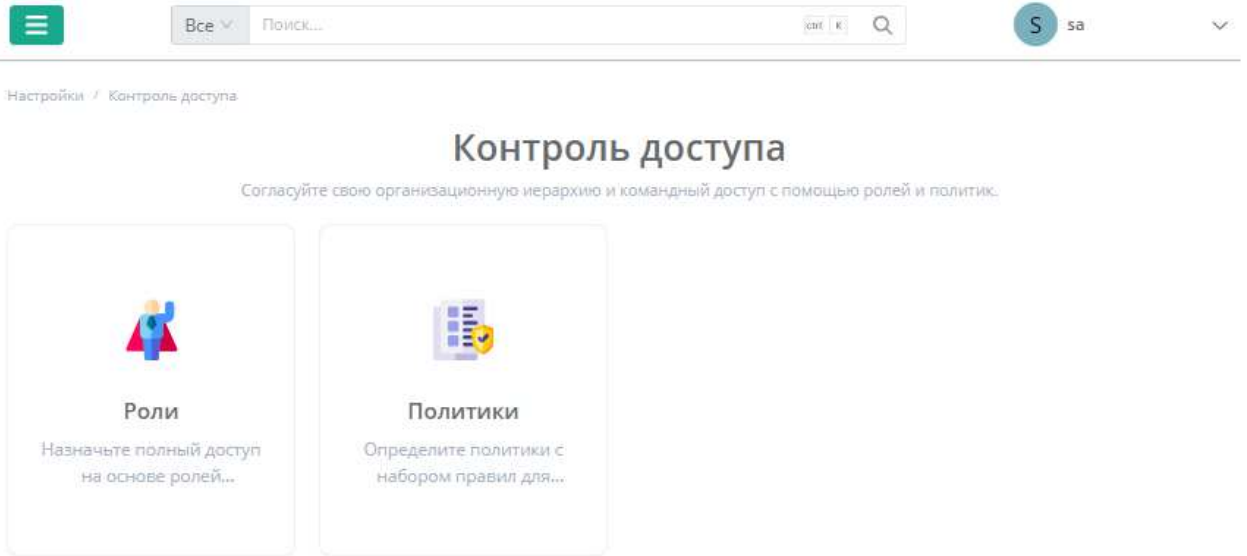 Все Поиск... ctrl K S sa
Настройки / Контроль доступа
Контроль доступа
Согласуйте свою организационную иерархию и командный доступ с помощью ролей и политик.
Роли
Назначьте полный доступ
на основе ролей...
Политики
Определите политики с
набором правил для...